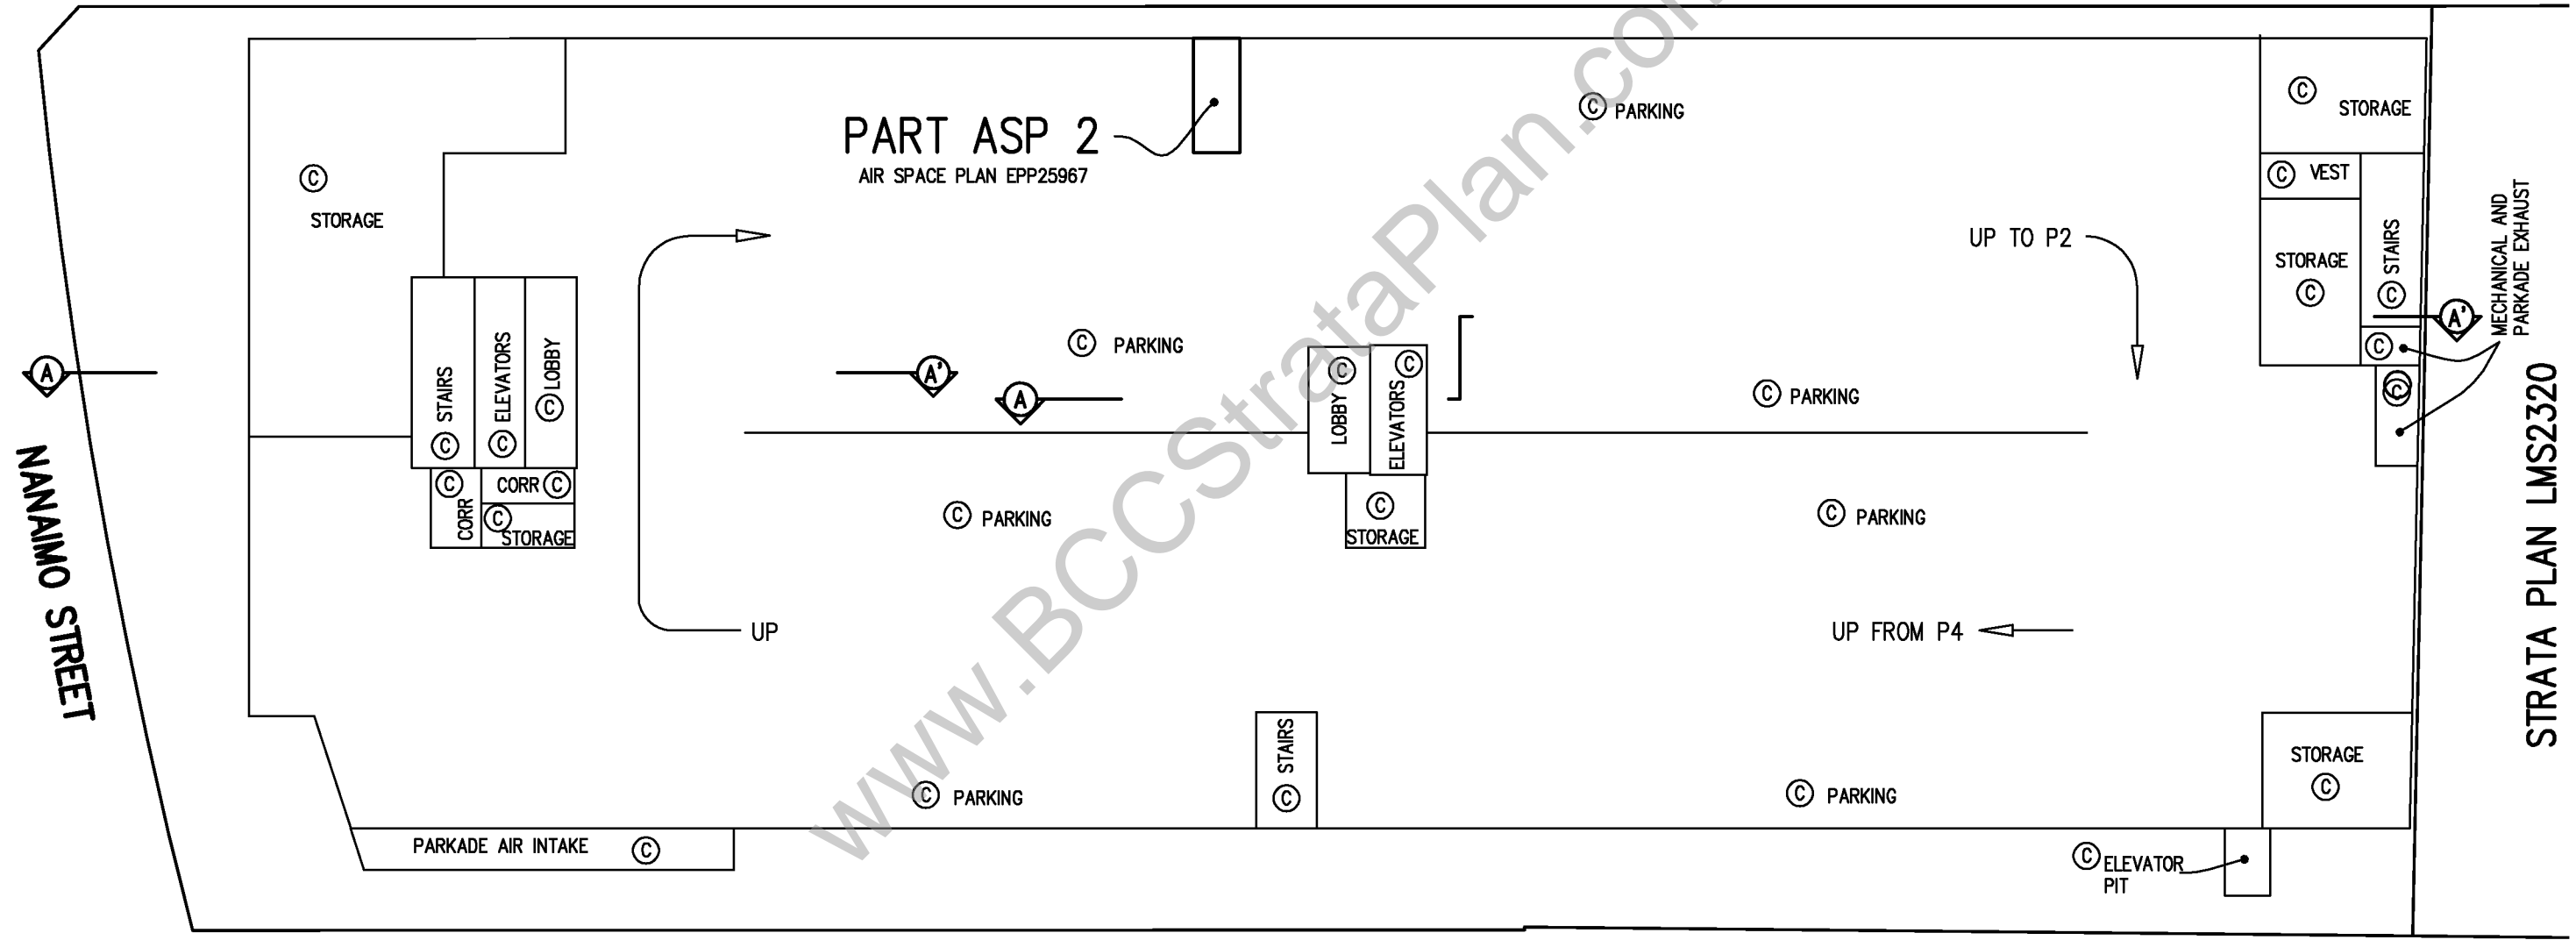 PART ASP 2
AIR SPACE PLAN EPP25967
Ⓒ PARKING
Ⓒ
STORAGE
Ⓒ
STORAGE
Ⓒ VEST
STORAGE
Ⓒ
STAIRS
Ⓒ
MECHANICAL AND
PARKADE EXHAUST
UP TO P2
Ⓒ
Ⓒ
A'
A
STAIRS
Ⓒ
ELEVATORS
Ⓒ
LOBBY
Ⓒ
Ⓒ PARKING
A'
A
LOBBY
Ⓒ
ELEVATORS
Ⓒ
Ⓒ PARKING
Ⓒ
CORR
CORR Ⓒ
Ⓒ
STORAGE
Ⓒ PARKING
Ⓒ
STORAGE
Ⓒ PARKING
NANAIMO STREET
STRATA PLAN LMS2320
UP
UP FROM P4
STAIRS
Ⓒ
STORAGE
Ⓒ
Ⓒ PARKING
Ⓒ PARKING
PARKADE AIR INTAKE Ⓒ
Ⓒ ELEVATOR
PIT
www.BCCStrataPlan.com